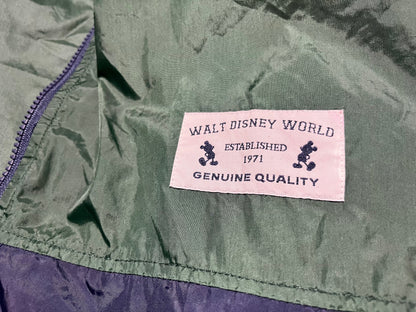 WALT DISNEY WORLD
ESTABLISHED
1971
GENUINE QUALITY